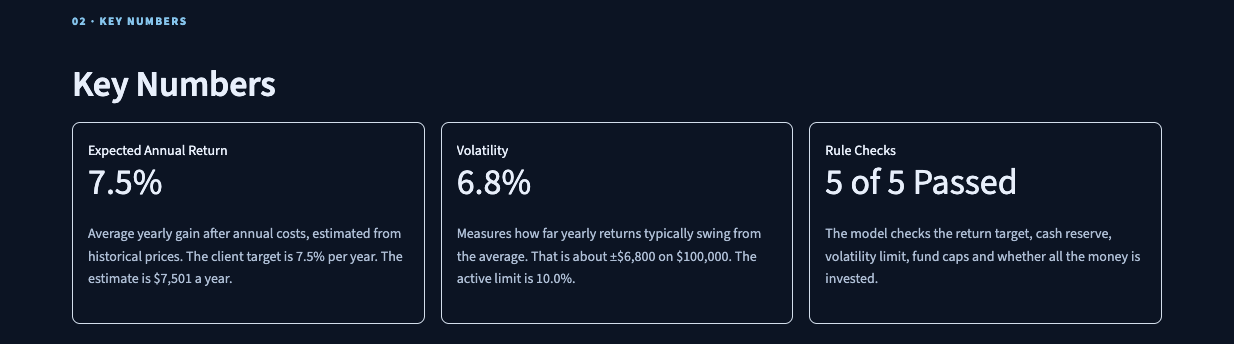 02 · KEY NUMBERS
Key Numbers
Expected Annual Return
7.5%
Average yearly gain after annual costs, estimated from
historical prices. The client target is 7.5% per year. The
estimate is $7,501 a year.
Volatility
6.8%
Measures how far yearly returns typically swing from
the average. That is about ±$6,800 on $100,000. The
active limit is 10.0%.
Rule Checks
5 of 5 Passed
The model checks the return target, cash reserve,
volatility limit, fund caps and whether all the money is
invested.